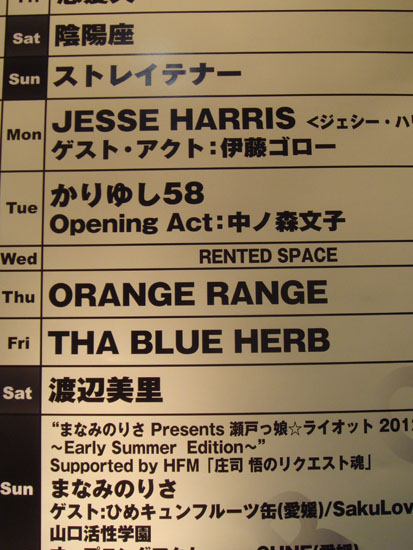 Fri
Sat 陰陽座
Sun ストレイテナー
Mon JESSE HARRIS <ジェシー・ハ
ゲスト・アクト:伊藤ゴロー
Tue かりゆし58
Opening Act:中ノ森文子
Wed RENTED SPACE
Thu ORANGE RANGE
Fri THA BLUE HERB
Sat 渡辺美里
“まなみのりさ Presents 瀬戸っ娘☆ライオット 201
~Early Summer Edition~”
Supported by HFM「庄司 悟のリクエスト魂」
Sun まなみのりさ
ゲスト:ひめキュンフルーツ缶(愛媛)/SakuLov
山口活性学園